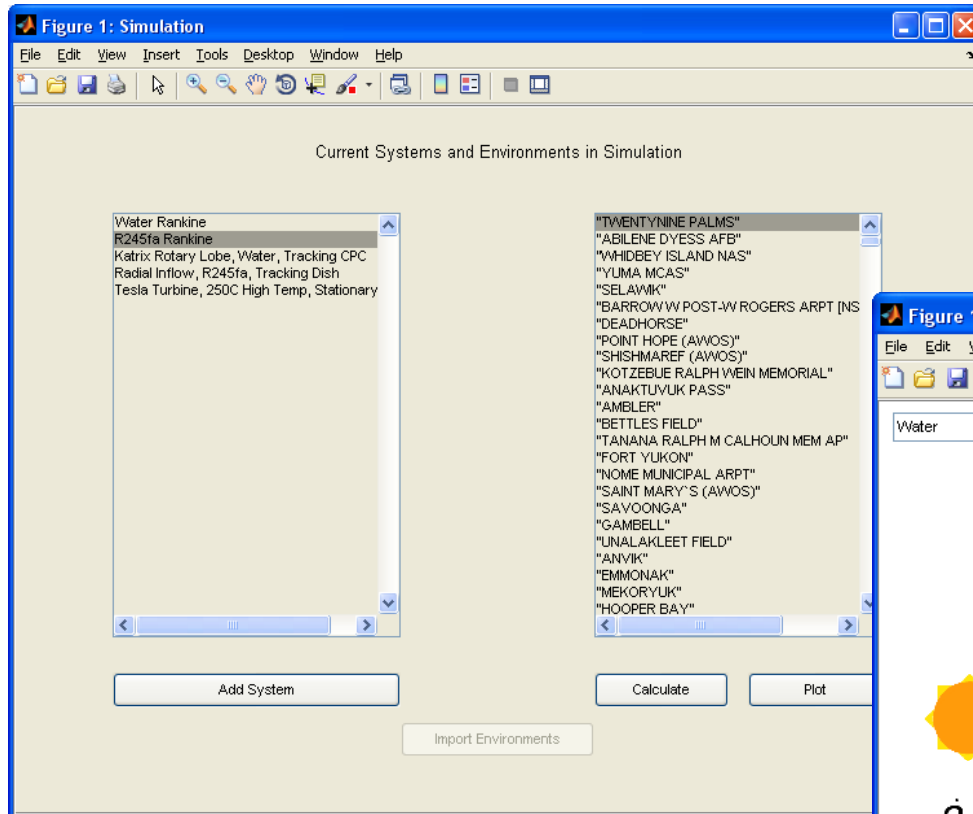 Figure 1: Simulation
File Edit View Insert Tools Desktop Window Help
Current Systems and Environments in Simulation
Water Rankine
R245fa Rankine
Katrix Rotary Lobe, Water, Tracking CPC
Radial Inflow, R245fa, Tracking Dish
Tesla Turbine, 250C High Temp, Stationary
"TWENTYNINE PALMS"
"ABILENE DYESS AFB"
"WHIDBEY ISLAND NAS"
"YUMA MCAS"
"SELAWIK"
"BARROW W POST-W ROGERS ARPT [NS
"DEADHORSE"
"POINT HOPE (AWOS)"
"SHISHMAREF (AWOS)"
"KOTZEBUE RALPH WEIN MEMORIAL"
"ANAKTUVUK PASS"
"AMBLER"
"BETTLES FIELD"
"TANANA RALPH M CALHOUN MEM AP"
"FORT YUKON"
"NOME MUNICIPAL ARPT"
"SAINT MARY`S (AWOS)"
"SAVOONGA"
"GAMBELL"
"UNALAKLEET FIELD"
"ANVIK"
"EMMONAK"
"MEKORYUK"
"HOOPER BAY"
Add System
Calculate
Plot
Import Environments
Figure 1
File Edit
Water